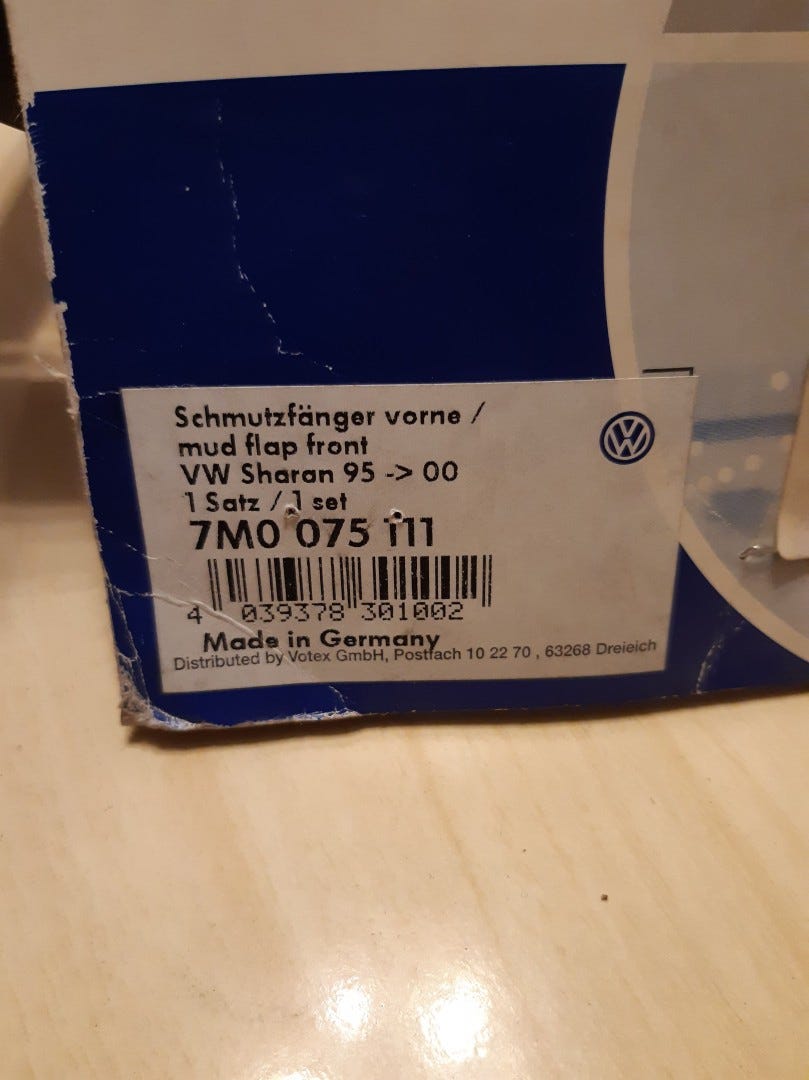 Schmutzfänger vorne /
mud flap front
VW Sharan 95 -> 00
1 Satz / 1 set
7M0 075 111
4 039378 301002
Made in Germany
Distributed by Votex GmbH, Postfach 10 22 70 , 63268 Dreieich